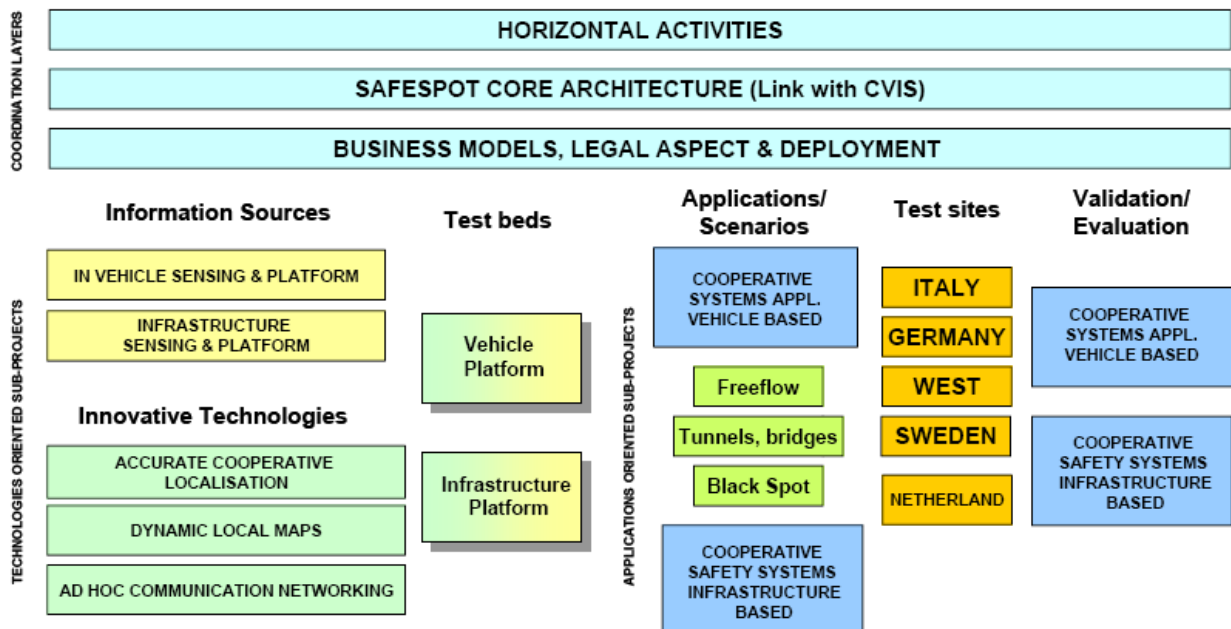 COORDINATION LAYERS
HORIZONTAL ACTIVITIES
SAFESPOT CORE ARCHITECTURE (Link with CVIS)
BUSINESS MODELS, LEGAL ASPECT & DEPLOYMENT
TECHNOLOGIES ORIENTED SUB-PROJECTS
Information Sources
IN VEHICLE SENSING & PLATFORM
INFRASTRUCTURE
SENSING & PLATFORM
Innovative Technologies
ACCURATE COOPERATIVE
LOCALISATION
DYNAMIC LOCAL MAPS
AD HOC COMMUNICATION NETWORKING
Test beds
Vehicle
Platform
Infrastructure
Platform
APPLICATIONS ORIENTED SUB-PROJECTS
Applications/
Scenarios
COOPERATIVE
SYSTEMS APPL.
VEHICLE BASED
Freeflow
Tunnels, bridges
Black Spot
COOPERATIVE
SAFETY SYSTEMS
INFRASTRUCTURE
BASED
Test sites
ITALY
GERMANY
WEST
SWEDEN
NETHERLAND
Validation/
Evaluation
COOPERATIVE
SYSTEMS APPL.
VEHICLE BASED
COOPERATIVE
SAFETY SYSTEMS
INFRASTRUCTURE
BASED